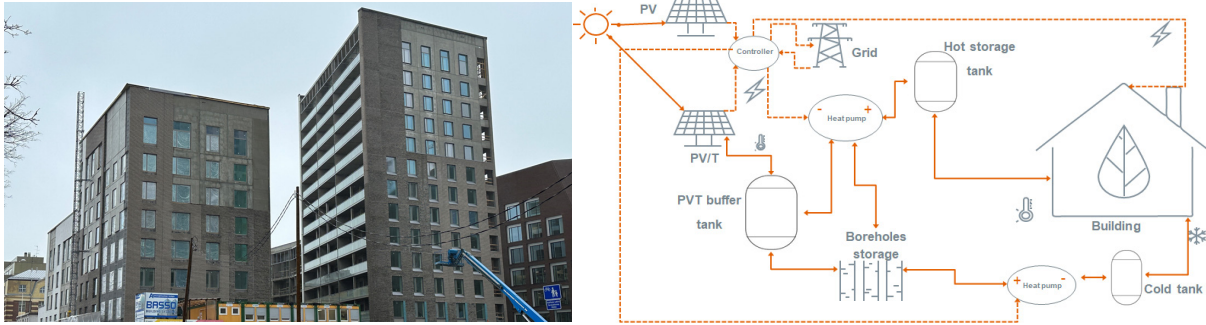 BASSO
PV
Controller
Grid
Hot storage
tank
- +
Heat pump
PV/T
PVT buffer
tank
Boreholes
storage
Building
+ -
Heat pump
Cold tank